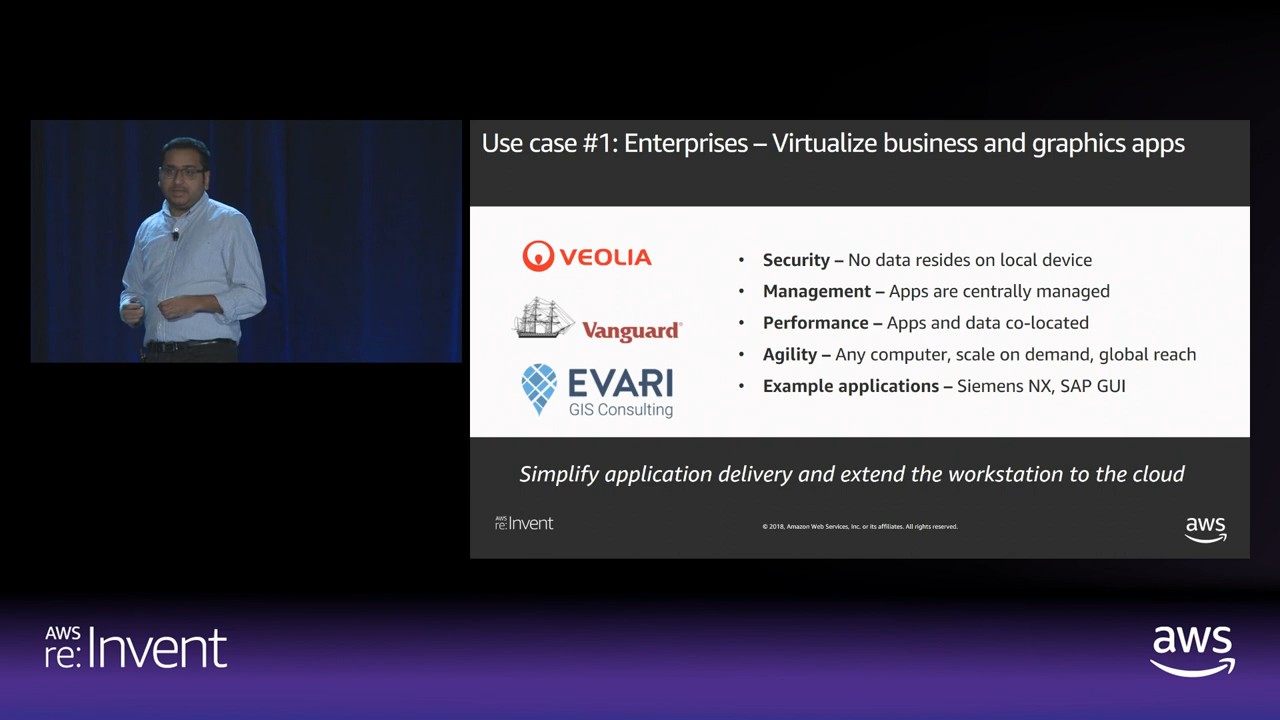 Use case #1: Enterprises – Virtualize business and graphics apps
VEOLIA
Vanguard®
EVARI
GIS Consulting
• Security – No data resides on local device
• Management – Apps are centrally managed
• Performance – Apps and data co-located
• Agility – Any computer, scale on demand, global reach
• Example applications – Siemens NX, SAP GUI
Simplify application delivery and extend the workstation to the cloud
AWS
re:Invent
© 2018, Amazon Web Services, Inc. or its affiliates. All rights reserved.
aws
AWS
re:Invent
aws